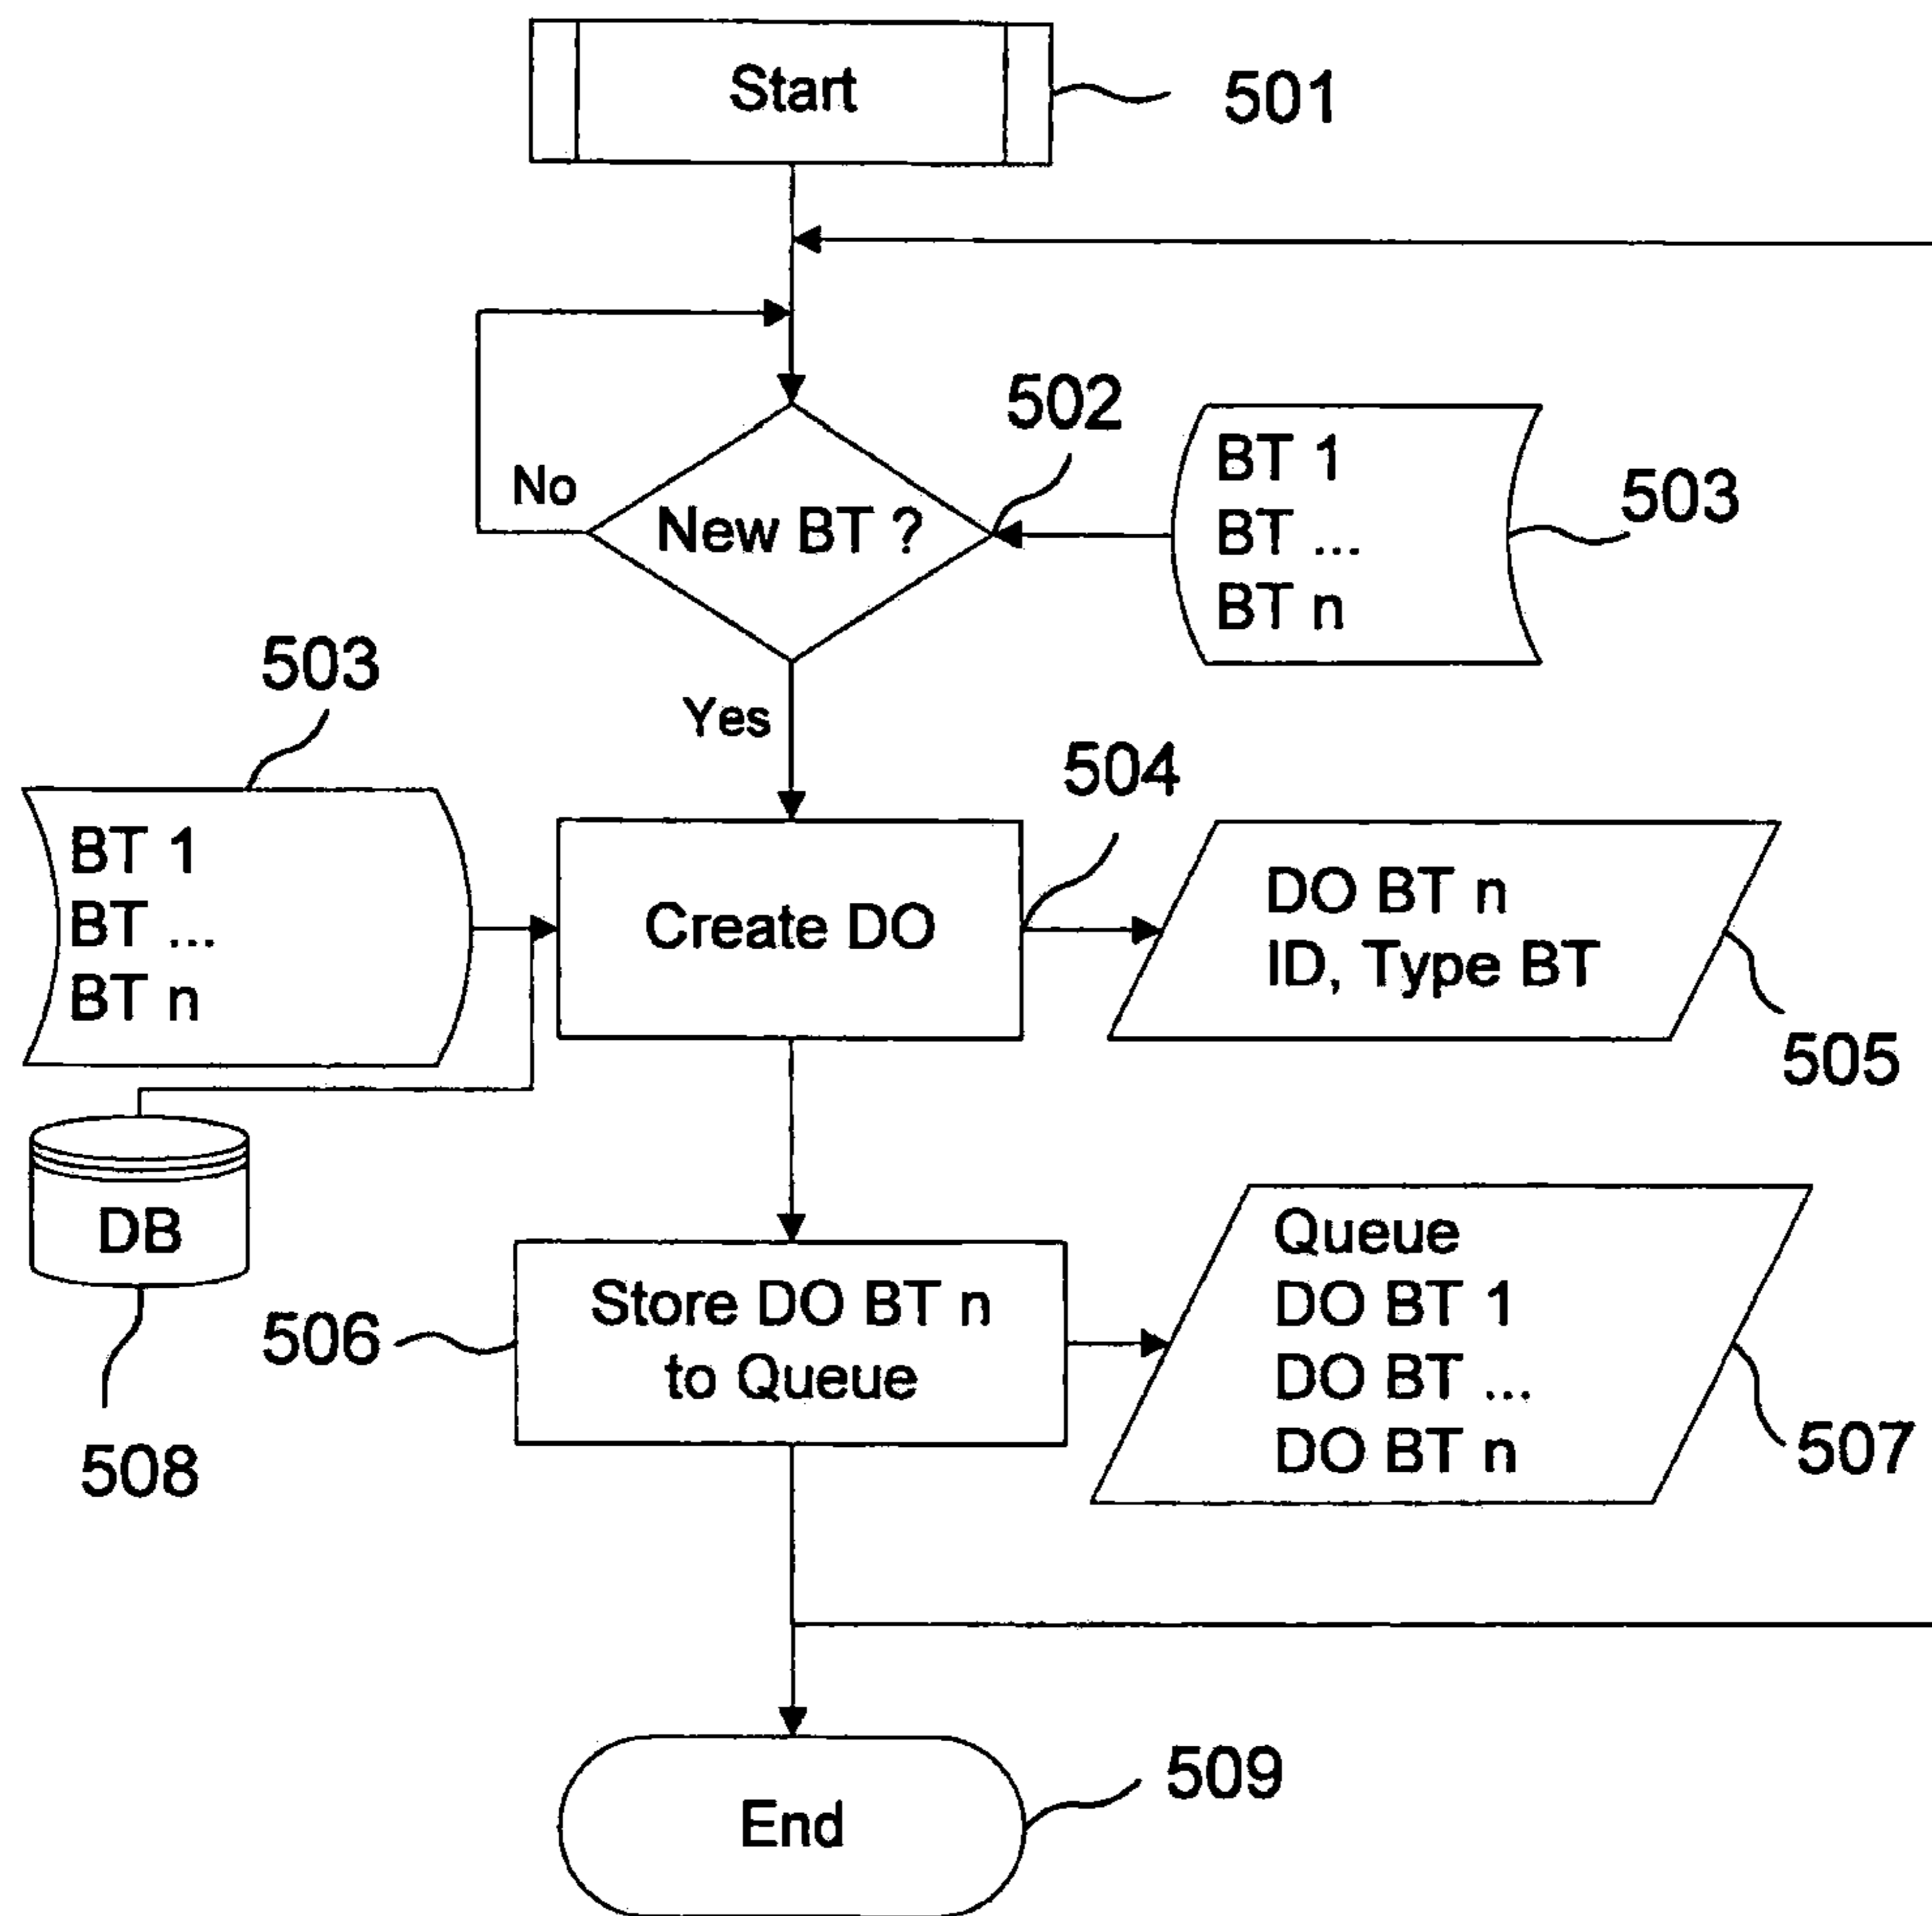 Start
501
502
No
New BT ?
BT 1
BT ...
BT n
503
503
Yes
504
BT 1
BT ...
BT n
Create DO
DO BT n
ID, Type BT
505
DB
508
506
Store DO BT n
to Queue
Queue
DO BT 1
DO BT ...
DO BT n
507
End
509